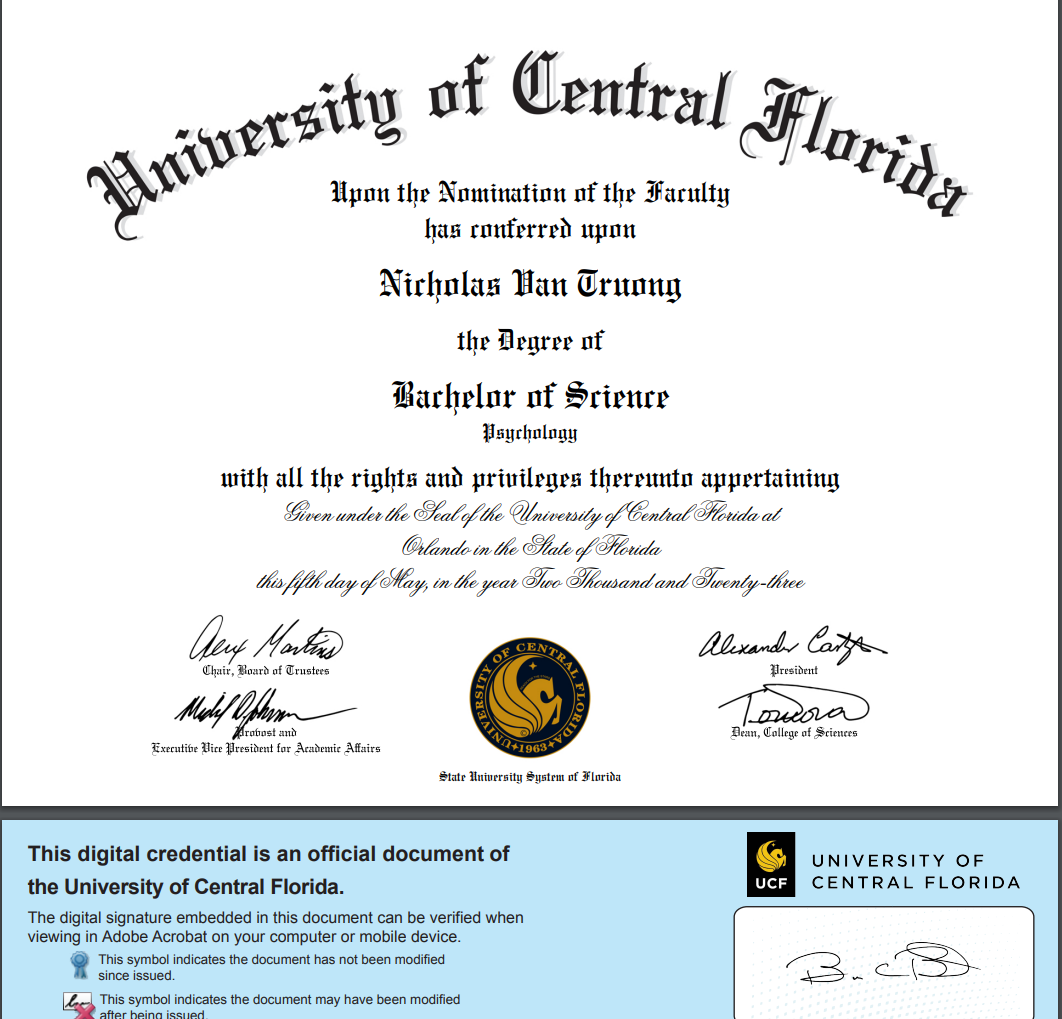 University of Central Florida
Upon the Nomination of the Faculty
has conferred upon
Nicholas Van Truong
the Degree of
Bachelor of Science
Psychology
with all the rights and privileges thereunto appertaining
Given under the Seal of the University of Central Florida at
Orlando in the State of Florida
this fifth day of May, in the year Two Thousand and Twenty-three
Alex Martins
Chair, Board of Trustees
Provost and
Executive Vice President for Academic Affairs
UNIVERSITY OF CENTRAL FLORIDA
1963
State University System of Florida
President
Dean, College of Sciences
This digital credential is an official document of
the University of Central Florida.
The digital signature embedded in this document can be verified when
viewing in Adobe Acrobat on your computer or mobile device.
This symbol indicates the document has not been modified
since issued.
This symbol indicates the document may have been modified
after being issued.
UCF
UNIVERSITY OF
CENTRAL FLORIDA